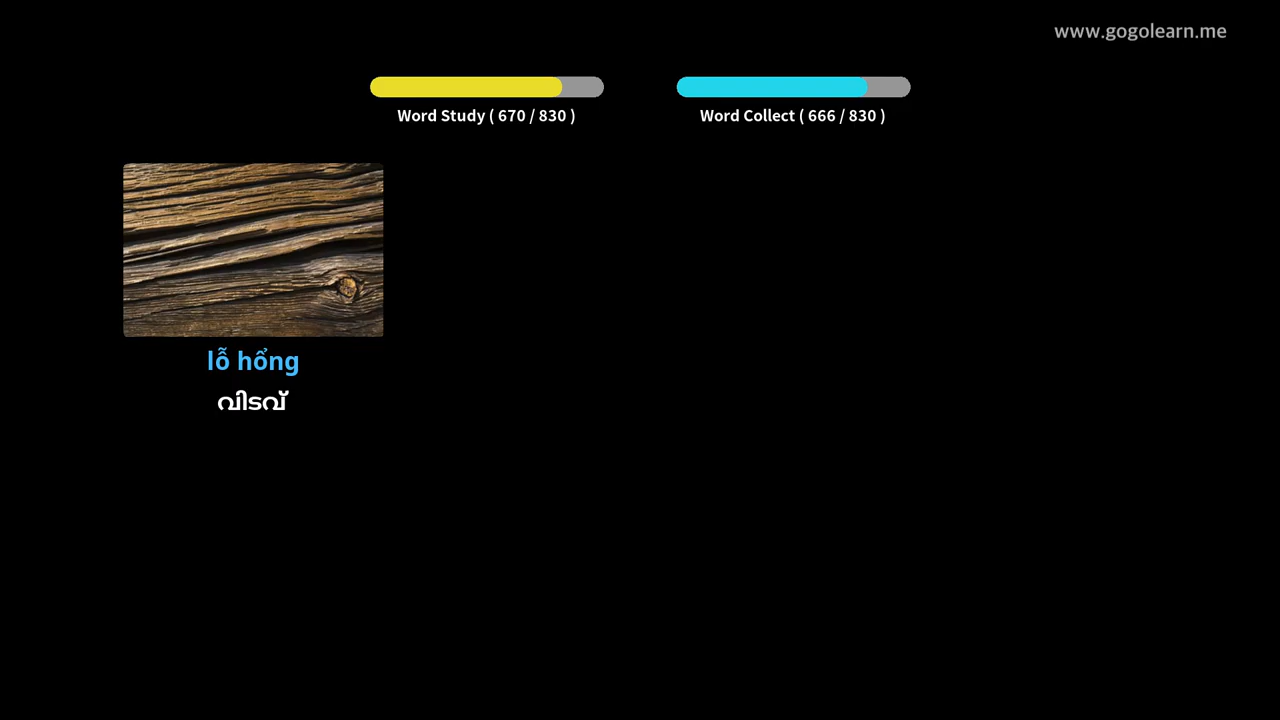 www.gogolearn.me
Word Study ( 670 / 830 )
Word Collect ( 666 / 830 )
lỗ hổng
വിടവ്